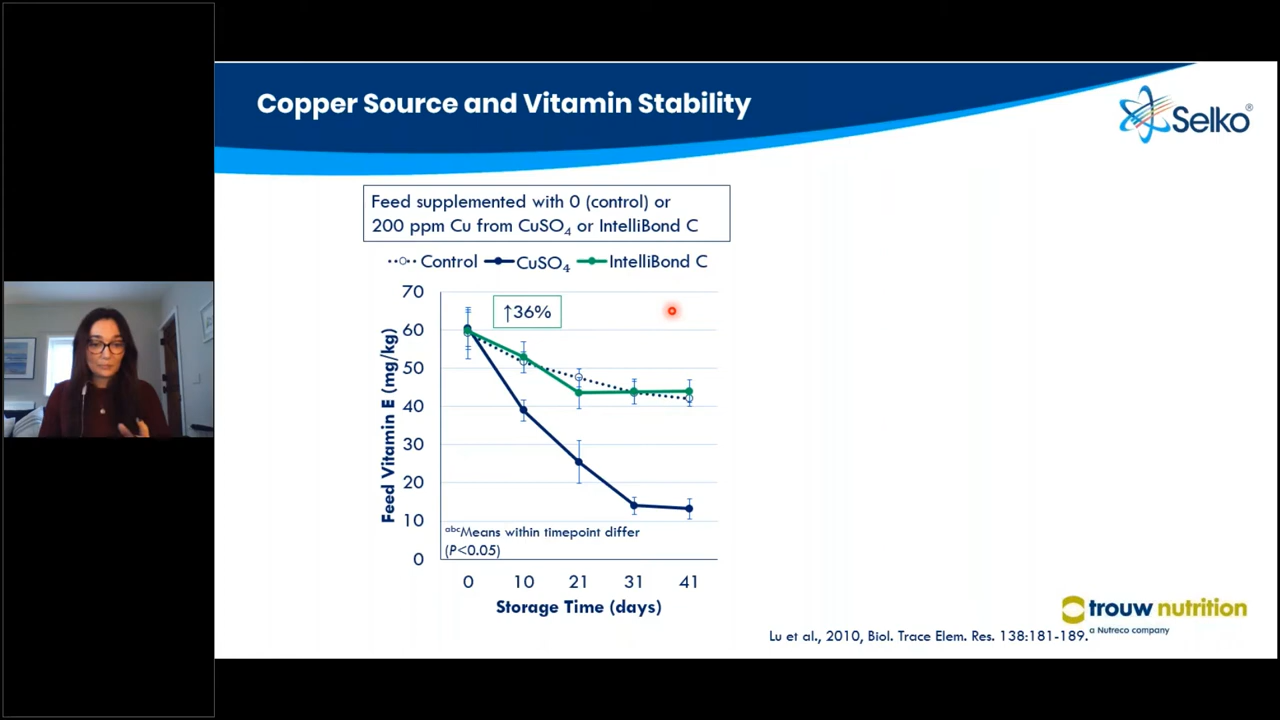 Copper Source and Vitamin Stability
Selko®
Feed supplemented with 0 (control) or
200 ppm Cu from CuSO₄ or IntelliBond C
Control CuSO₄ IntelliBond C
↑36%
Feed Vitamin E (mg/kg)
70
60
50
40
30
20
10
0
ᵃᵇᶜMeans within timepoint differ
(P<0.05)
0 10 21 31 41
Storage Time (days)
trouw nutrition
a Nutreco company
Lu et al., 2010, Biol. Trace Elem. Res. 138:181-189.